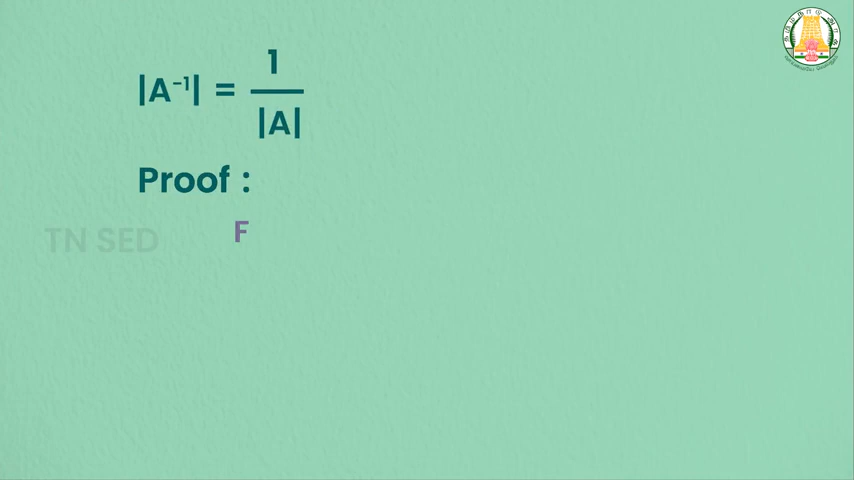 |A⁻¹| = 1/|A|
Proof :
F
TN SED